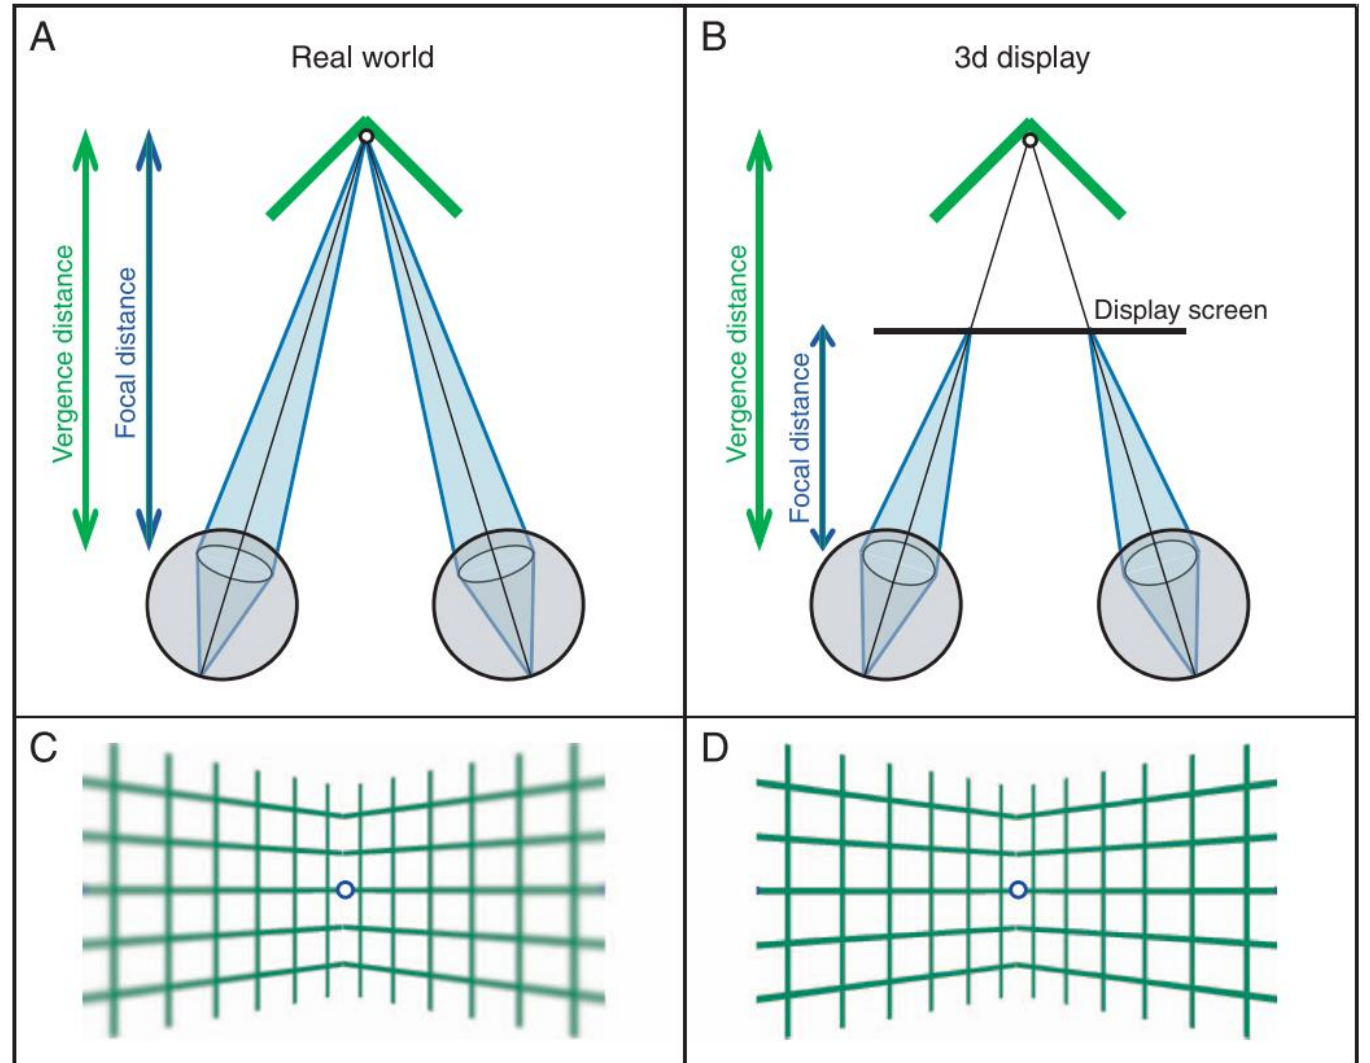 A
Real world
Vergence distance
Focal distance
B
3d display
Vergence distance
Focal distance
Display screen
C
D